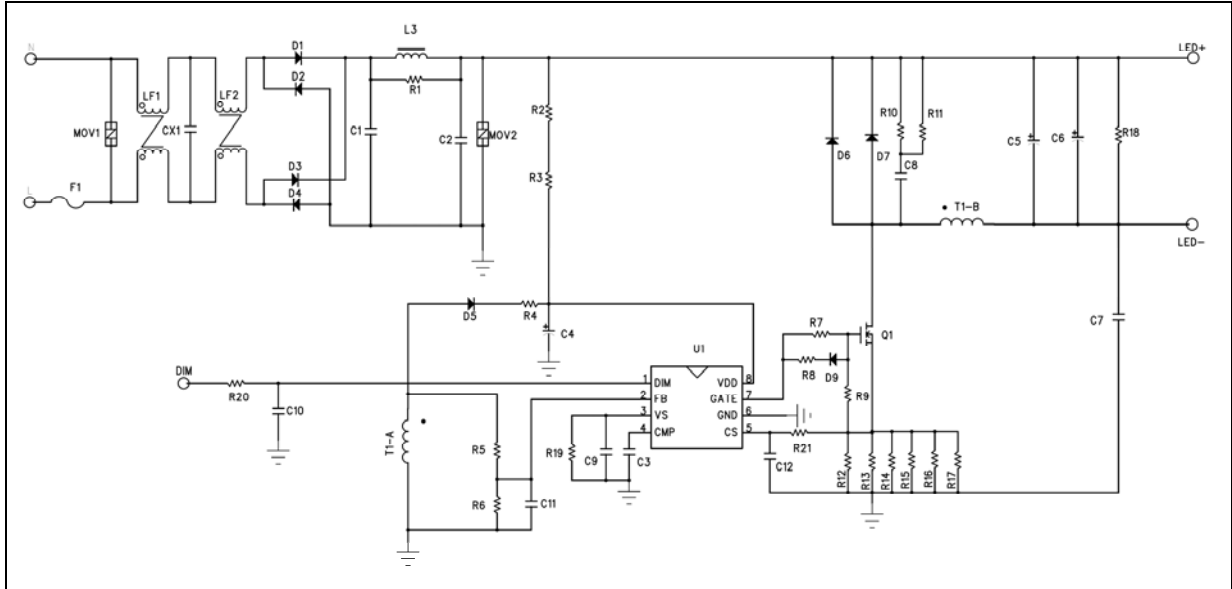 L3
N
D1
LED+
D2
R1
LF1
LF2
MOV1
CX1
C1
C2
MOV2
R2
R10
R11
D6
D7
C8
C5
C6
R18
D3
D4
R3
L
F1
T1-B
LED-
D5
R4
C4
C7
U1
R7
Q1
DIM
R20
R8
D9
1 DIM VDD 8
2 FB GATE 7
3 VS GND 6
4 CMP CS 5
R9
C10
T1-A
R5
R19
C9
C3
R21
C12
R12
R13
R14
R15
R16
R17
R6
C11